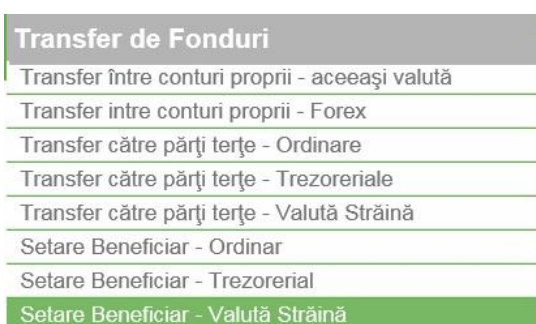 Transfer de Fonduri
Transfer între conturi proprii - aceeaşi valută
Transfer intre conturi proprii - Forex
Transfer către părţi terţe - Ordinare
Transfer către părţi terţe - Trezoreriale
Transfer către părţi terţe - Valută Străină
Setare Beneficiar - Ordinar
Setare Beneficiar - Trezorerial
Setare Beneficiar - Valută Străină